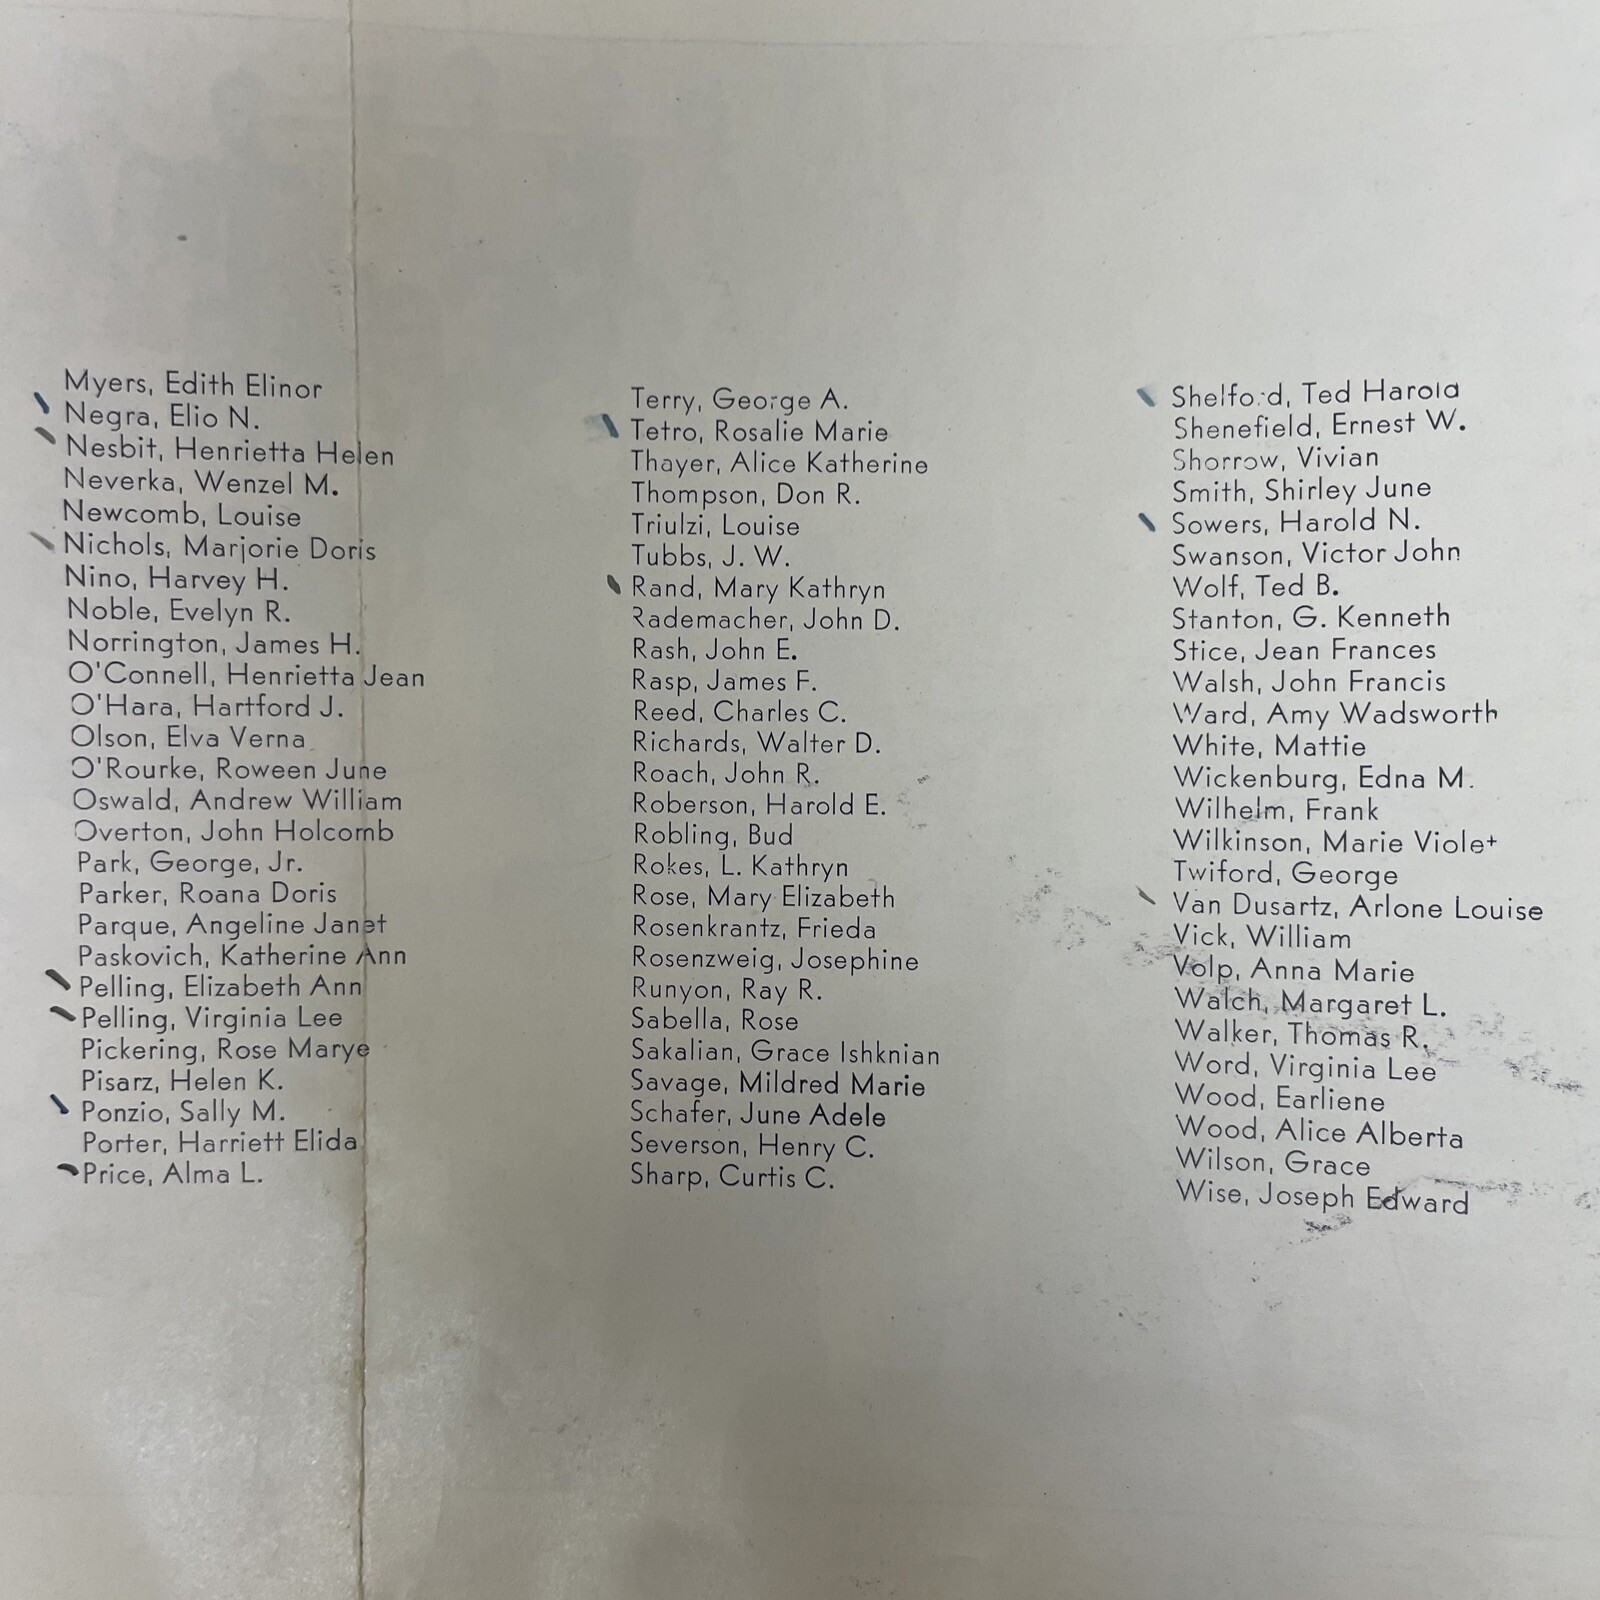 Myers, Edith Elinor
Negra, Elio N.
Nesbit, Henrietta Helen
Neverka, Wenzel M.
Newcomb, Louise
Nichols, Marjorie Doris
Nino, Harvey H.
Noble, Evelyn R.
Norrington, James H.
O'Connell, Henrietta Jean
O'Hara, Hartford J.
Olson, Elva Verna
O'Rourke, Roween June
Oswald, Andrew William
Overton, John Holcomb
Park, George, Jr.
Parker, Roana Doris
Parque, Angeline Janet
Paskovich, Katherine Ann
Pelling, Elizabeth Ann
Pelling, Virginia Lee
Pickering, Rose Marye
Pisarz, Helen K.
Ponzio, Sally M.
Porter, Harriett Elida
Price, Alma L.
Terry, George A.
Tetro, Rosalie Marie
Thayer, Alice Katherine
Thompson, Don R.
Triulzi, Louise
Tubbs, J. W.
Rand, Mary Kathryn
Rademacher, John D.
Rash, John E.
Rasp, James F.
Reed, Charles C.
Richards, Walter D.
Roach, John R.
Roberson, Harold E.
Robling, Bud
Rokes, L. Kathryn
Rose, Mary Elizabeth
Rosenkrantz, Frieda
Rosenzweig, Josephine
Runyon, Ray R.
Sabella, Rose
Sakalian, Grace Ishknian
Savage, Mildred Marie
Schafer, June Adele
Severson, Henry C.
Sharp, Curtis C.
Shelford, Ted Harold
Shenefield, Ernest W.
Shorrow, Vivian
Smith, Shirley June
Sowers, Harold N.
Swanson, Victor John
Wolf, Ted B.
Stanton, G. Kenneth
Stice, Jean Frances
Walsh, John Francis
Ward, Amy Wadsworth
White, Mattie
Wickenburg, Edna M.
Wilhelm, Frank
Wilkinson, Marie Violet
Twiford, George
Van Dusartz, Arlone Louise
Vick, William
Volp, Anna Marie
Walch, Margaret L.
Walker, Thomas R.
Word, Virginia Lee
Wood, Earliene
Wood, Alice Alberta
Wilson, Grace
Wise, Joseph Edward